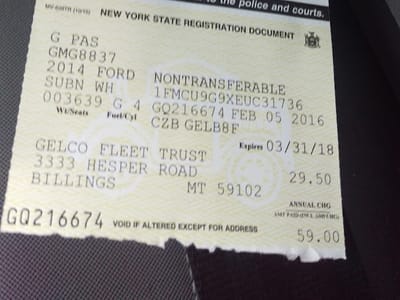 to the police and courts.
MV-639TR (10/15) NEW YORK STATE REGISTRATION DOCUMENT
G PAS
GMG8837
2014 FORD NONTRANSFERABLE
SUBN WH 1FMCU9G9XEUC31736
003639 G 4 GQ216674 FEB 05 2016
Wt/Seats Fuel/Cyl CZB GELB8F
Expires 03/31/18
GELCO FLEET TRUST
3333 HESPER ROAD 29.50
BILLINGS MT 59102
ANNUAL CHG
GQ216674 VOID IF ALTERED EXCEPT FOR ADDRESS
59.00